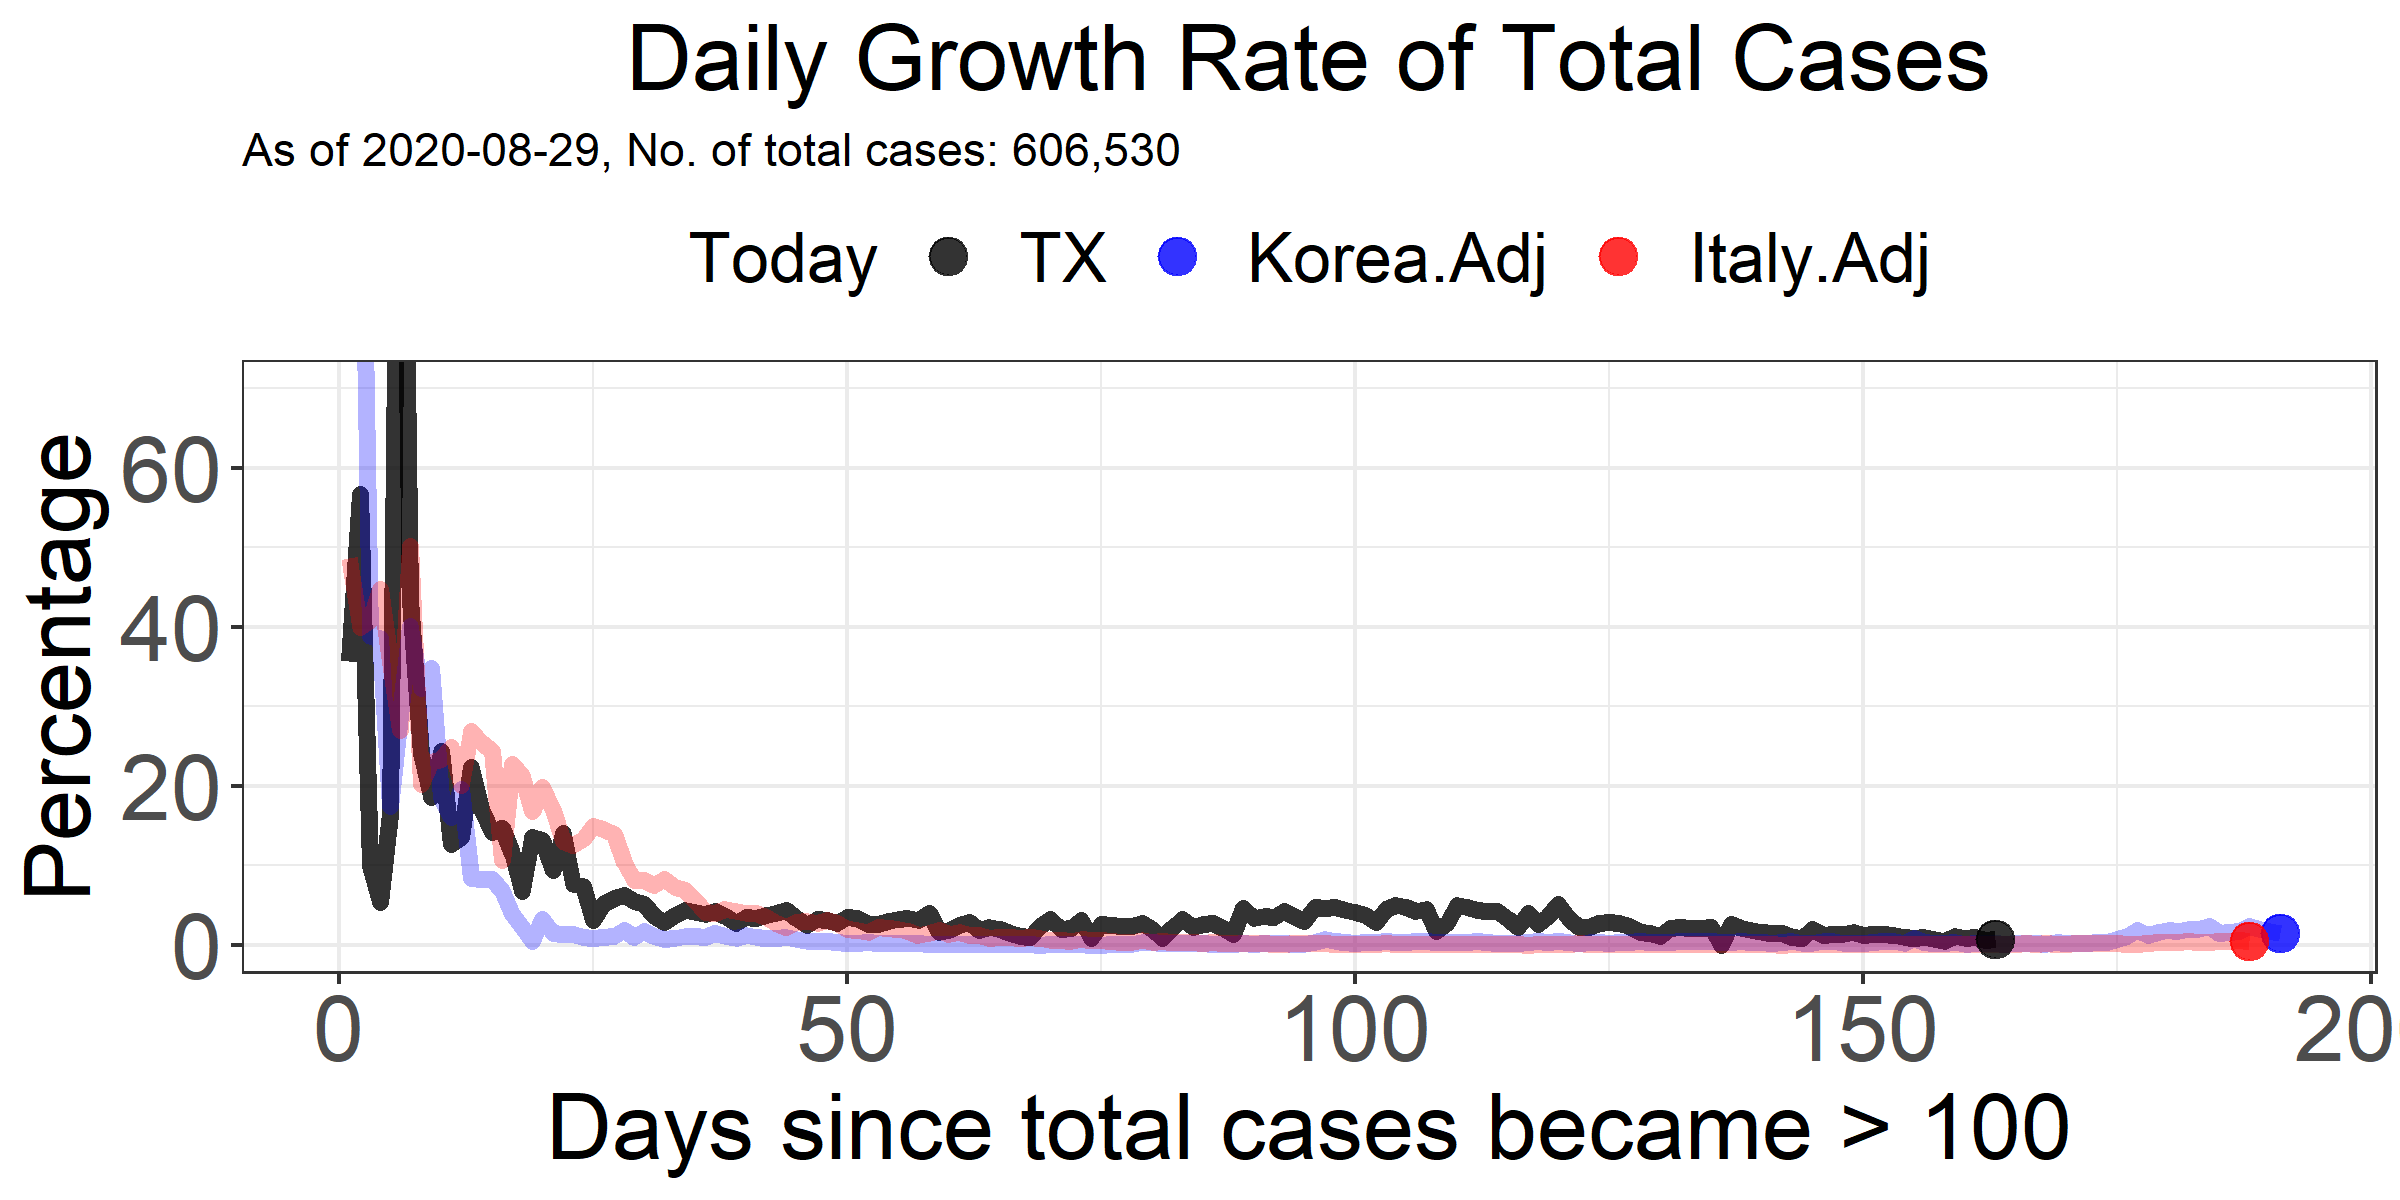 Daily Growth Rate of Total Cases
As of 2020-08-29, No. of total cases: 606,530
Today TX Korea.Adj Italy.Adj
Percentage
60
40
20
0
0 50 100 150 20
Days since total cases became > 100